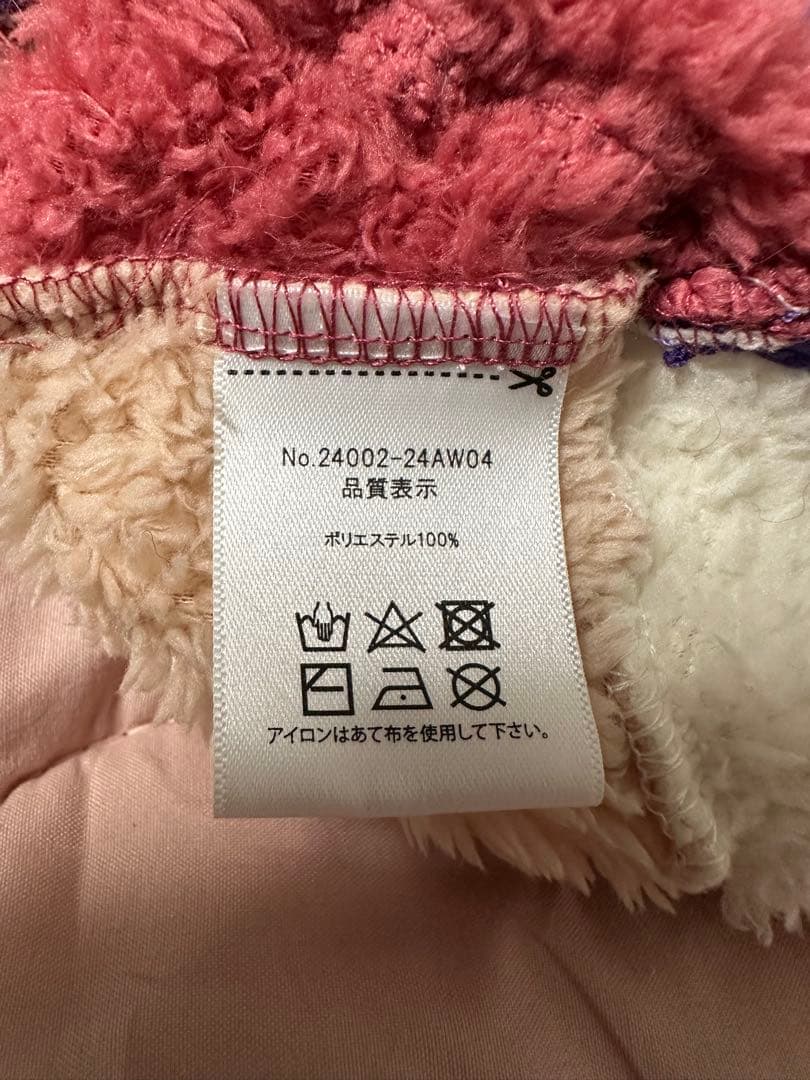 No.24002-24AW04
品質表示
ポリエステル100%
アイロンはあて布を使用して下さい。